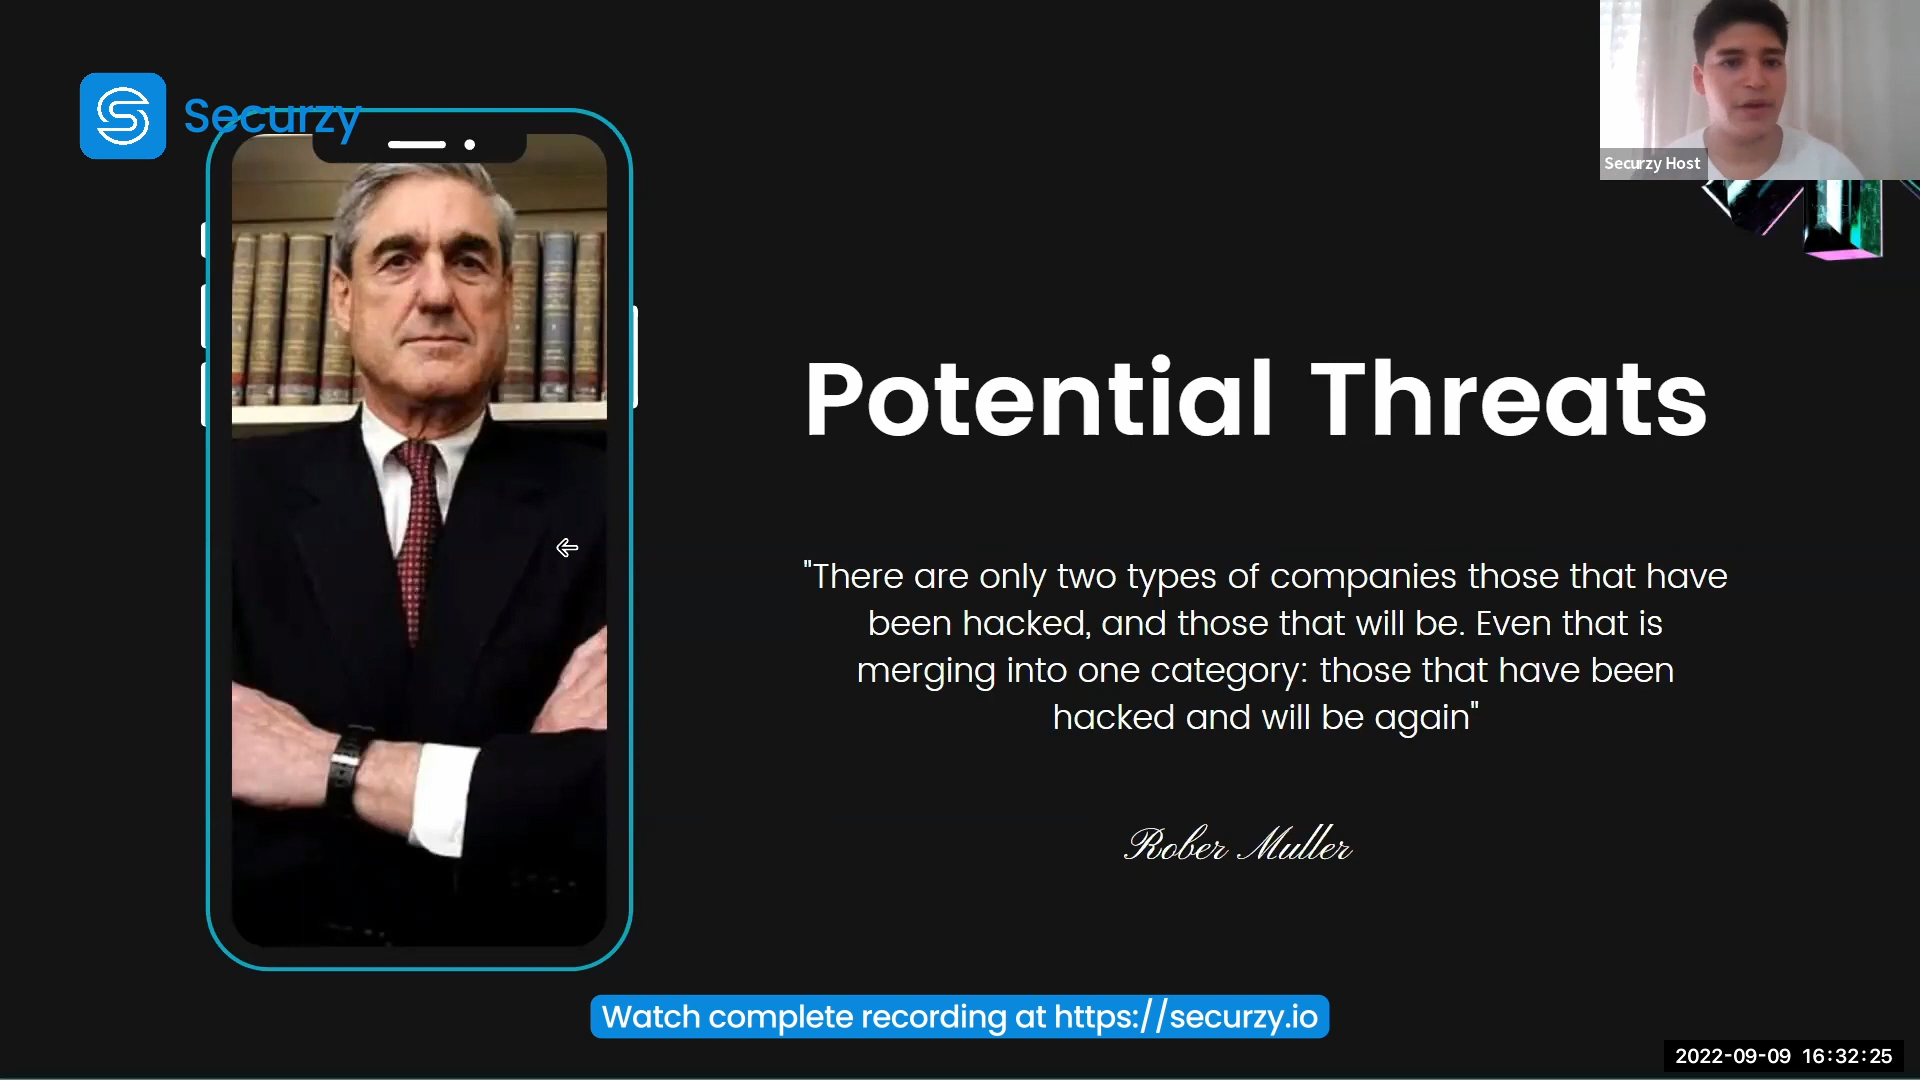 Securzy
Securzy Host
Potential Threats
"There are only two types of companies those that have
been hacked, and those that will be. Even that is
merging into one category: those that have been
hacked and will be again"
Rober Muller
Watch complete recording at https://securzy.io
2022-09-09 16:32:25